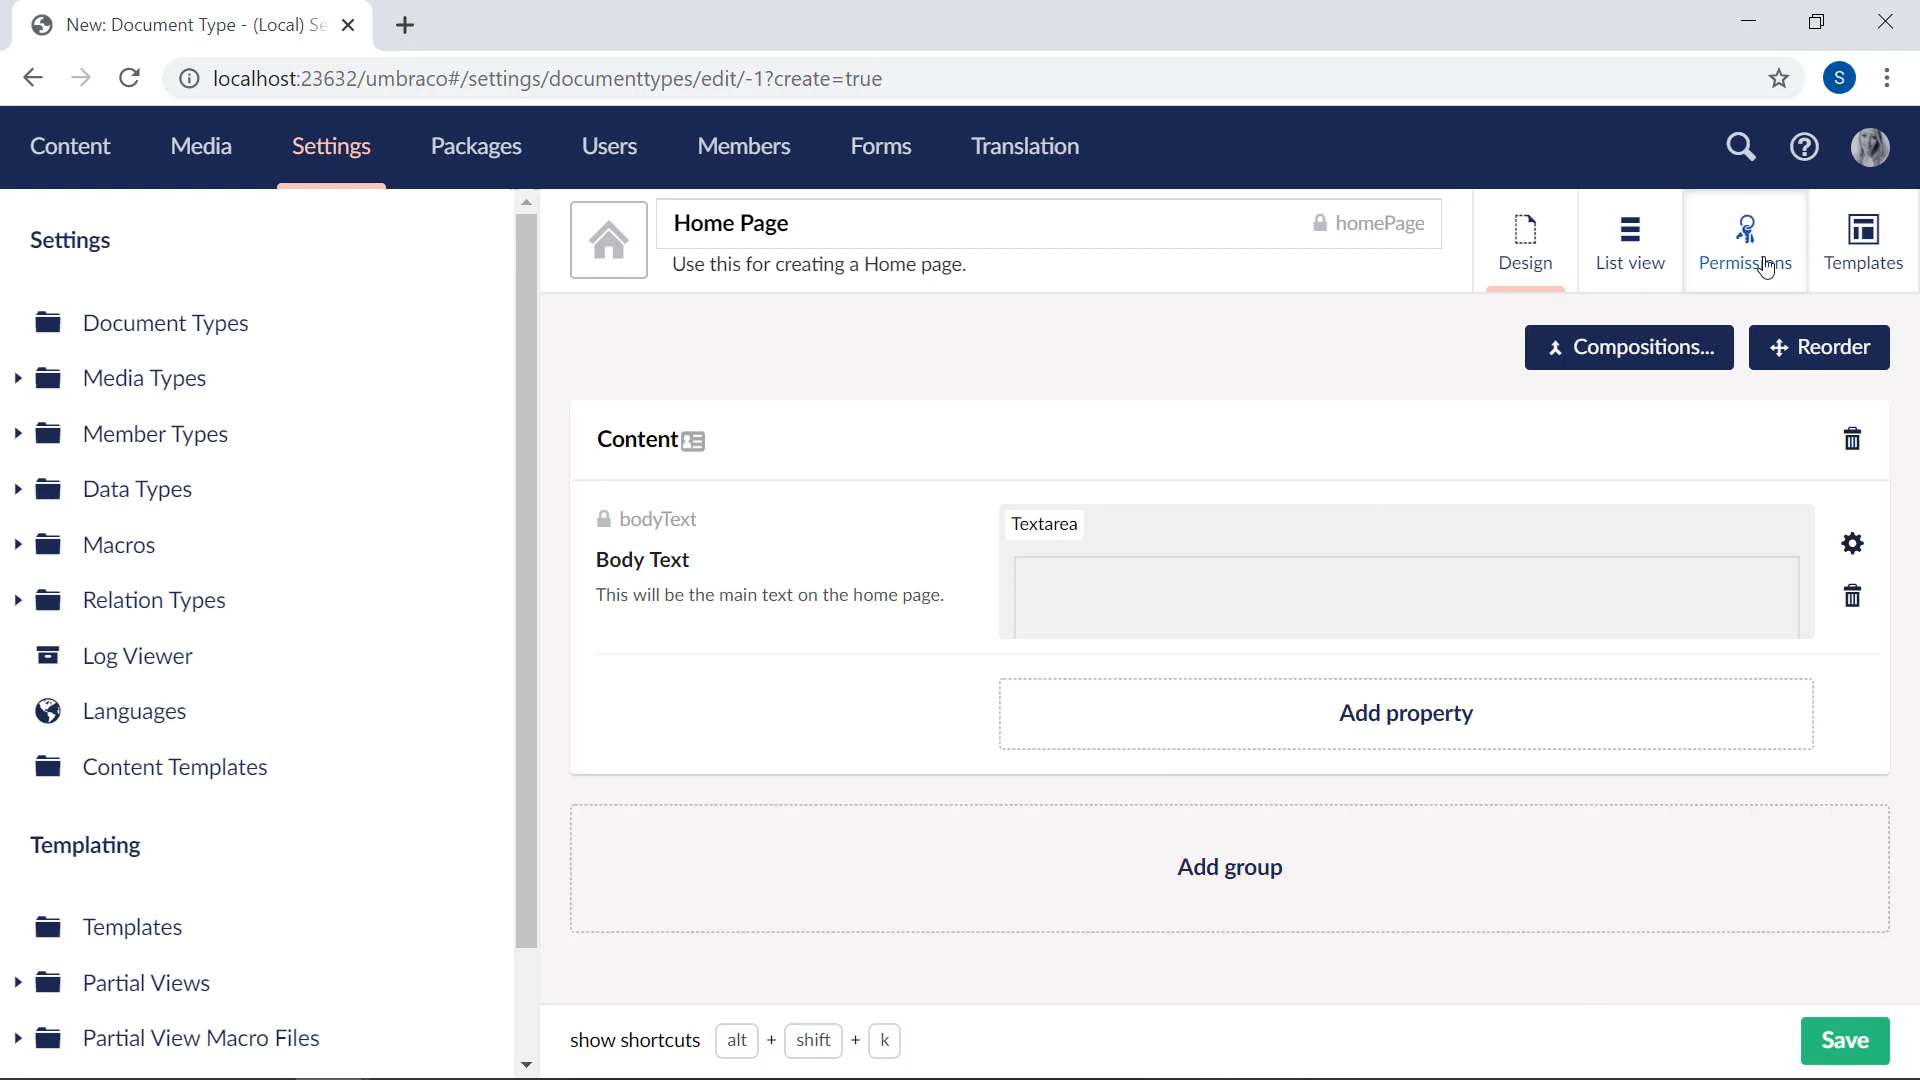 New: Document Type - (Local) Se
localhost:23632/umbraco#/settings/documenttypes/edit/-1?create=true
S
Content
Media
Settings
Packages
Users
Members
Forms
Translation
Settings
Document Types
Media Types
Member Types
Data Types
Macros
Relation Types
Log Viewer
Languages
Content Templates
Templating
Templates
Partial Views
Partial View Macro Files
Home Page
homePage
Use this for creating a Home page.
Design
List view
Permissions
Templates
Compositions...
Reorder
Content
bodyText
Body Text
This will be the main text on the home page.
Textarea
Add property
Add group
show shortcuts alt + shift + k
Save